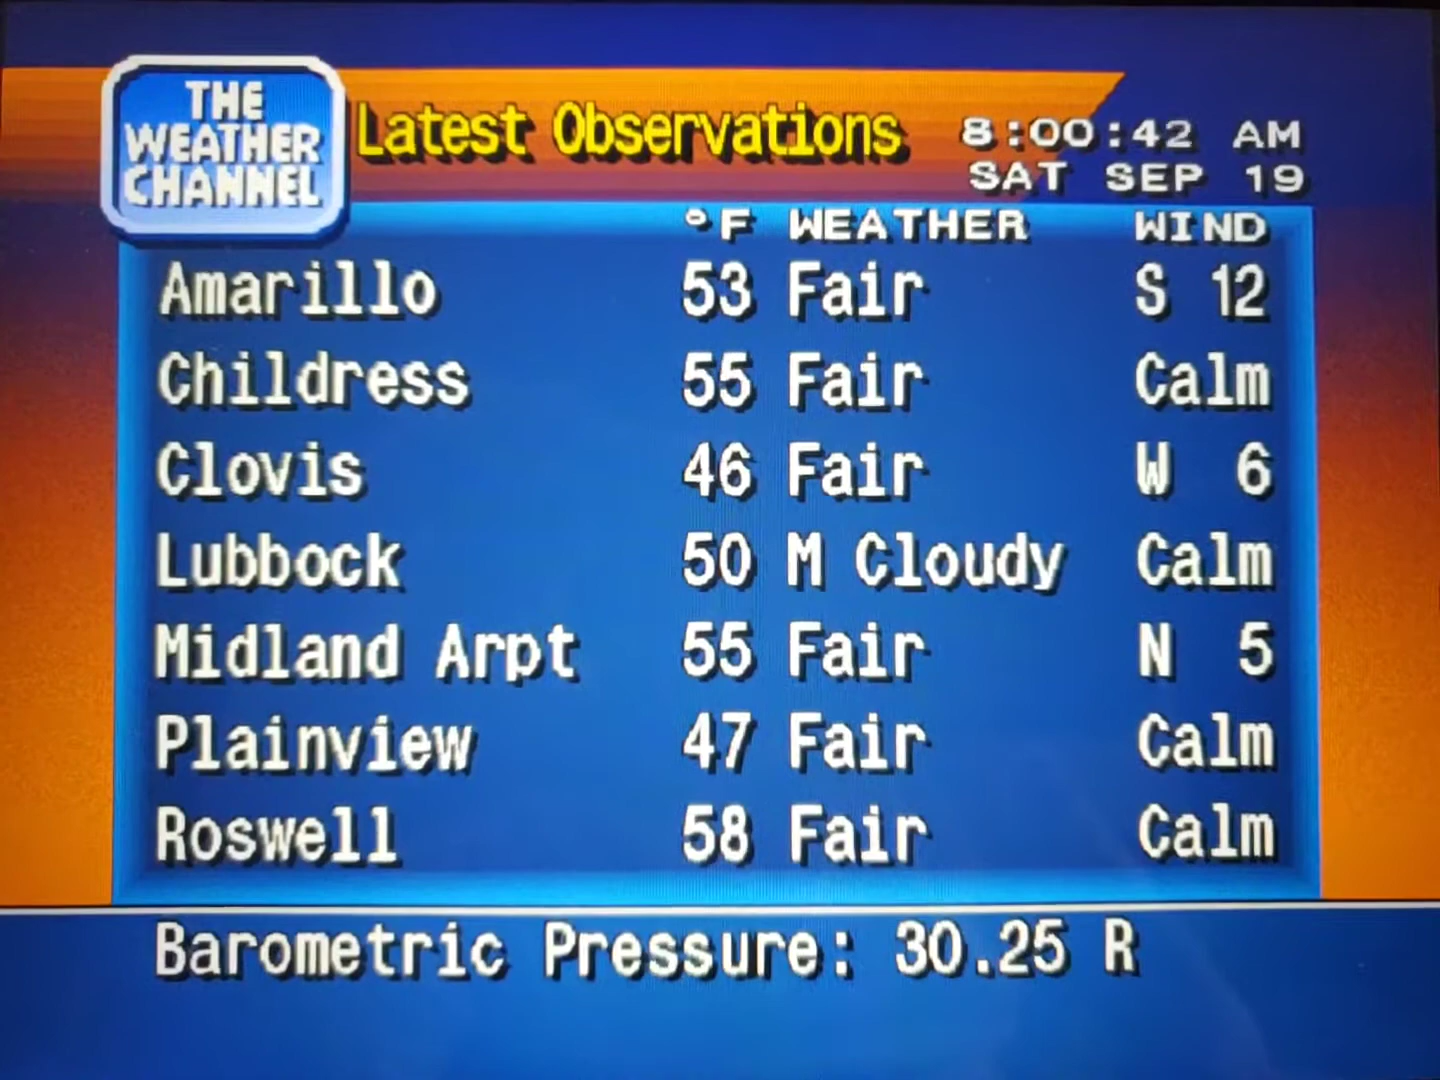 THE
WEATHER
CHANNEL
Latest Observations
8:00:42 AM
SAT SEP 19
°F WEATHER WIND
Amarillo 53 Fair S 12
Childress 55 Fair Calm
Clovis 46 Fair W 6
Lubbock 50 M Cloudy Calm
Midland Arpt 55 Fair N 5
Plainview 47 Fair Calm
Roswell 58 Fair Calm
Barometric Pressure: 30.25 R